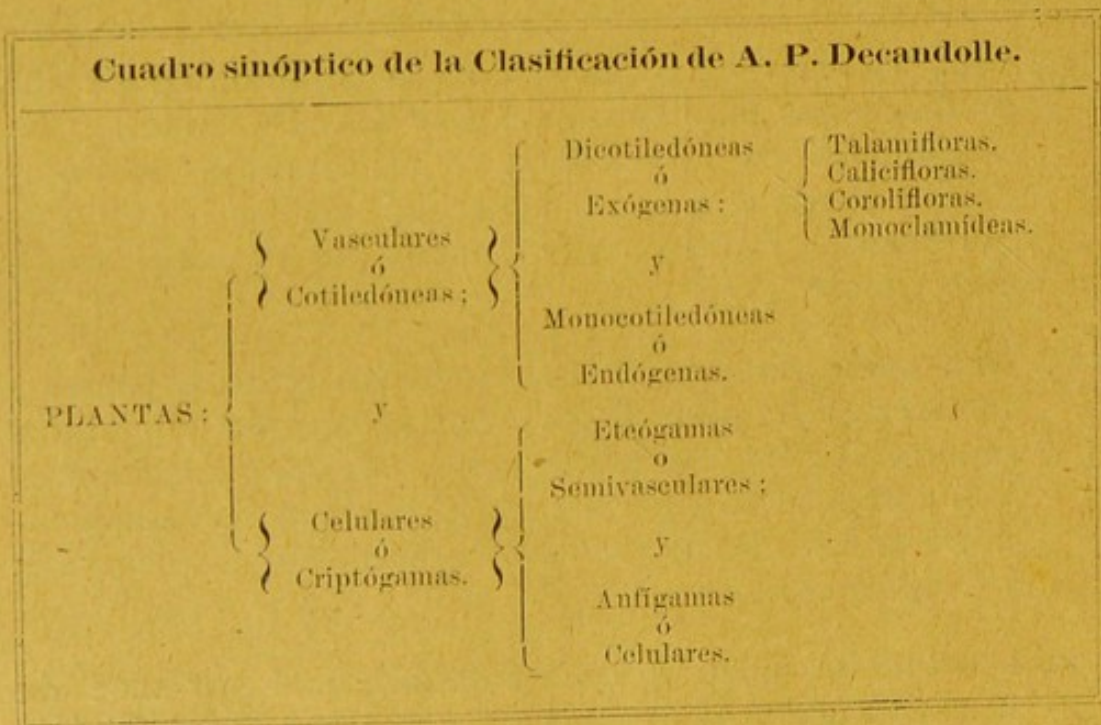 Cuadro sinóptico de la Clasificación de A. P. Decandolle.
PLANTAS:
Vasculares
ó
Cotiledóneas;
y
Celulares
ó
Criptógamas.
Dicotiledóneas
ó
Exógenas:
y
Monocotiledóneas
ó
Endógenas.
Eteógamas
o
Semivasculares;
y
Anfígamas
ó
Celulares.
Talamifloras.
Calicifloras.
Corolifloras.
Monoclamídeas.